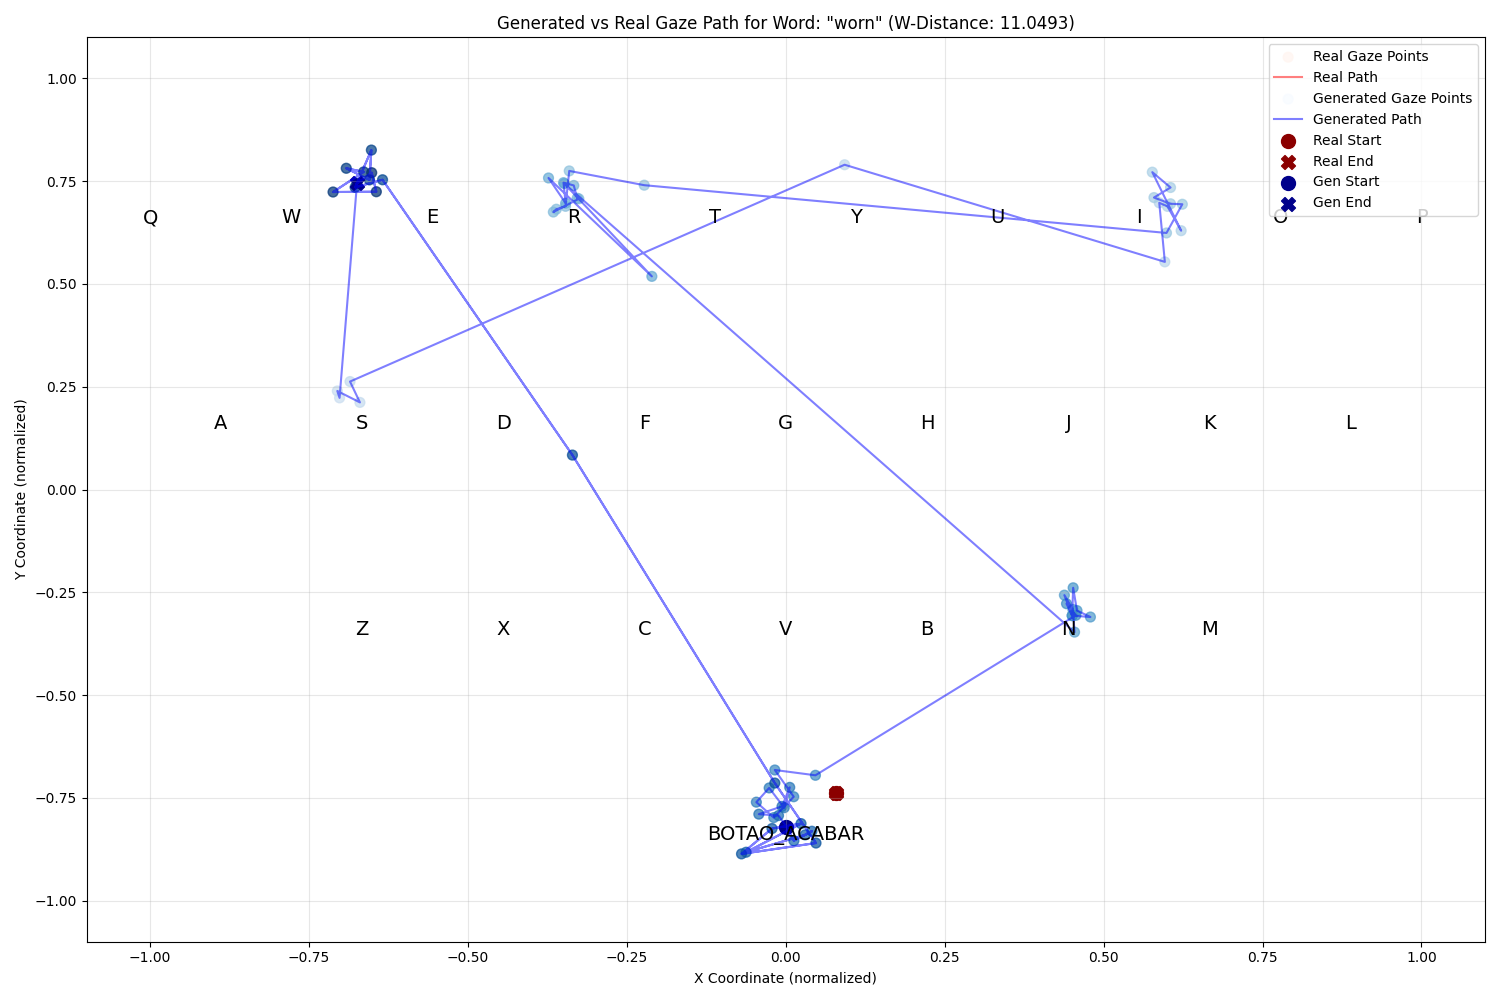 Generated vs Real Gaze Path for Word: "worn" (W-Distance: 11.0493)
Real Gaze Points
Real Path
Generated Gaze Points
Generated Path
Real Start
Real End
Gen Start
Gen End
1.00
0.75
0.50
0.25
0.00
−0.25
−0.50
−0.75
−1.00
Y Coordinate (normalized)
Q W E R T Y U I O P
A S D F G H J K L
Z X C V B N M
BOTAO_ACABAR
−1.00 −0.75 −0.50 −0.25 0.00 0.25 0.50 0.75 1.00
X Coordinate (normalized)